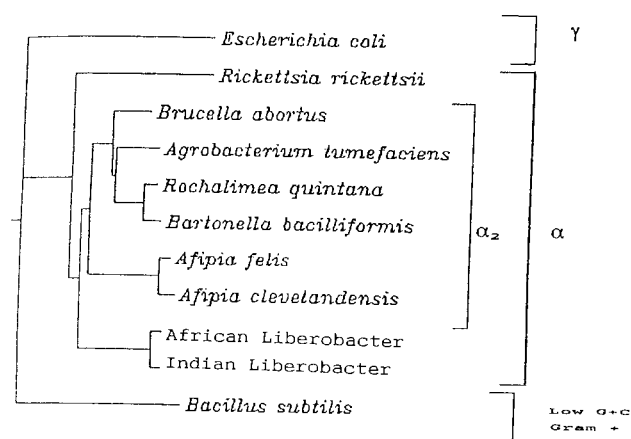 Escherichia coli
γ
Rickettsia rickettsii
Brucella abortus
Agrobacterium tumefaciens
Rochalimea quintana
Bartonella bacilliformis
α2
α
Afipia felis
Afipia clevelandensis
African Liberobacter
Indian Liberobacter
Bacillus subtilis
Low G+C
Gram +